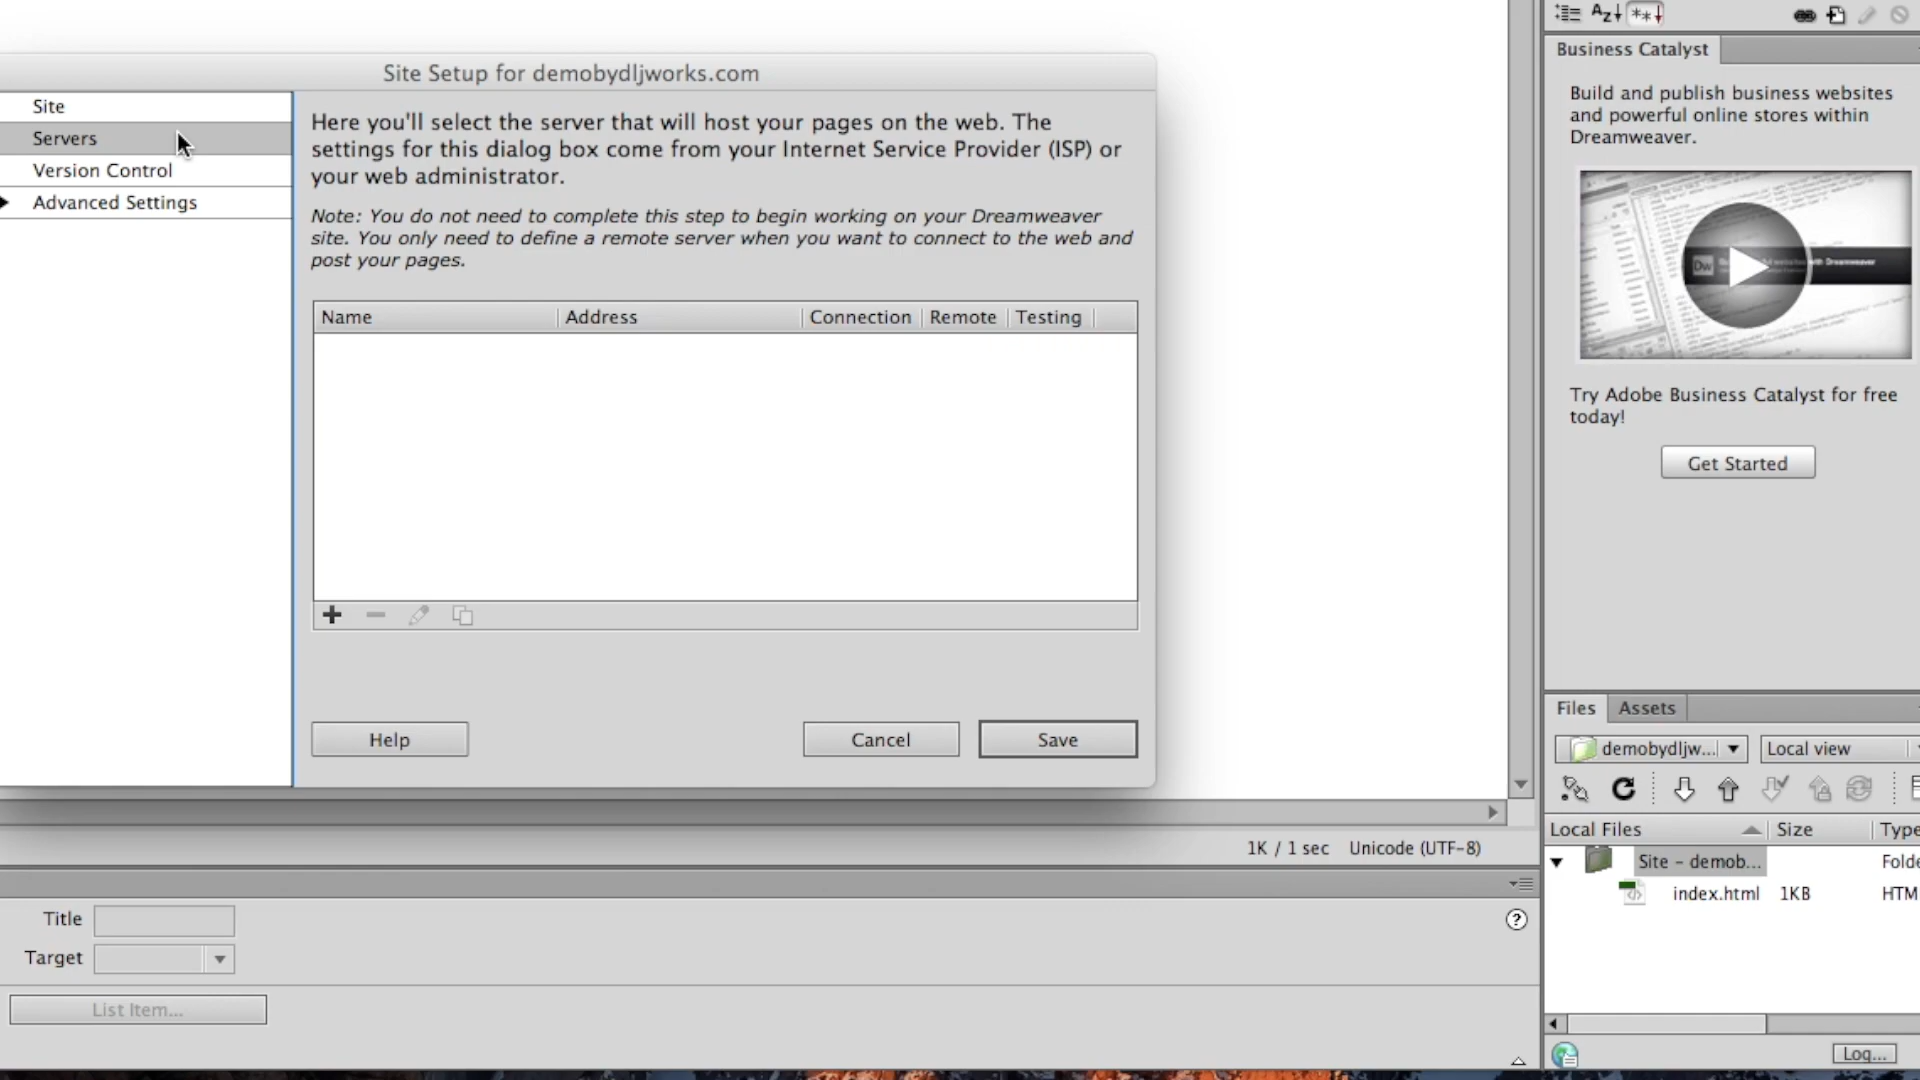 Site Setup for demobydljworks.com
Site
Servers
Version Control
Advanced Settings
Here you'll select the server that will host your pages on the web. The
settings for this dialog box come from your Internet Service Provider (ISP) or
your web administrator.
Note: You do not need to complete this step to begin working on your Dreamweaver
site. You only need to define a remote server when you want to connect to the web and
post your pages.
Name Address Connection Remote Testing
Help Cancel Save
1K / 1 sec Unicode (UTF-8)
Title
Target
List Item...
Business Catalyst
Build and publish business websites
and powerful online stores within
Dreamweaver.
Dw
Try Adobe Business Catalyst for free
today!
Get Started
Files Assets
demobydljw... Local view
Local Files Size Type
Site - demob... Folde
index.html 1KB HTM
Log...